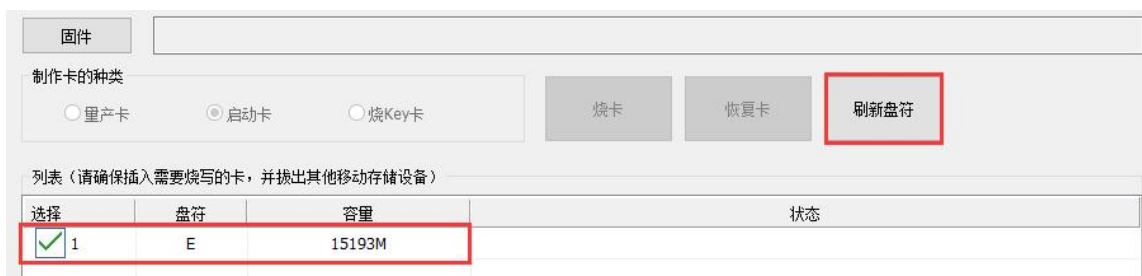 固件
制作卡的种类
量产卡 启动卡 烧Key卡 烧卡 恢复卡 刷新盘符
列表（请确保插入需要烧写的卡，并拔出其他移动存储设备）
选择 盘符 容量 状态
1 E 15193M